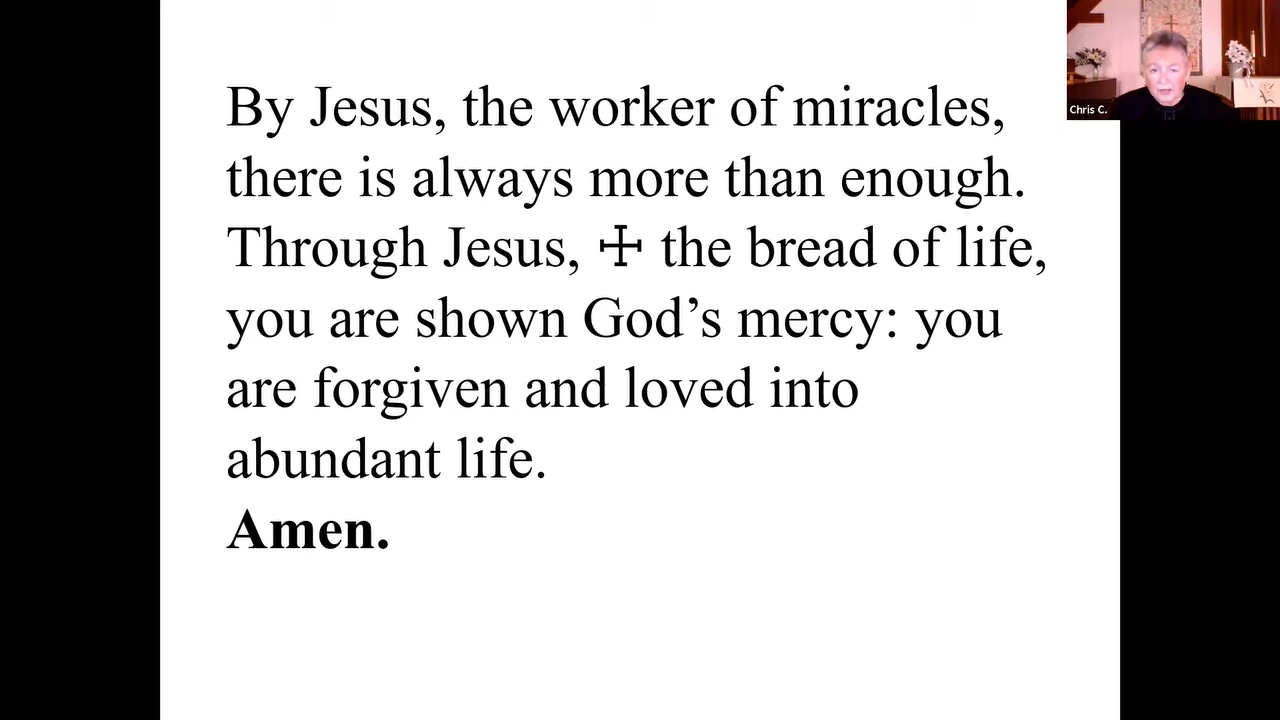 By Jesus, the worker of miracles,
there is always more than enough.
Through Jesus, ☩ the bread of life,
you are shown God’s mercy: you
are forgiven and loved into
abundant life.
Amen.
Chris C.